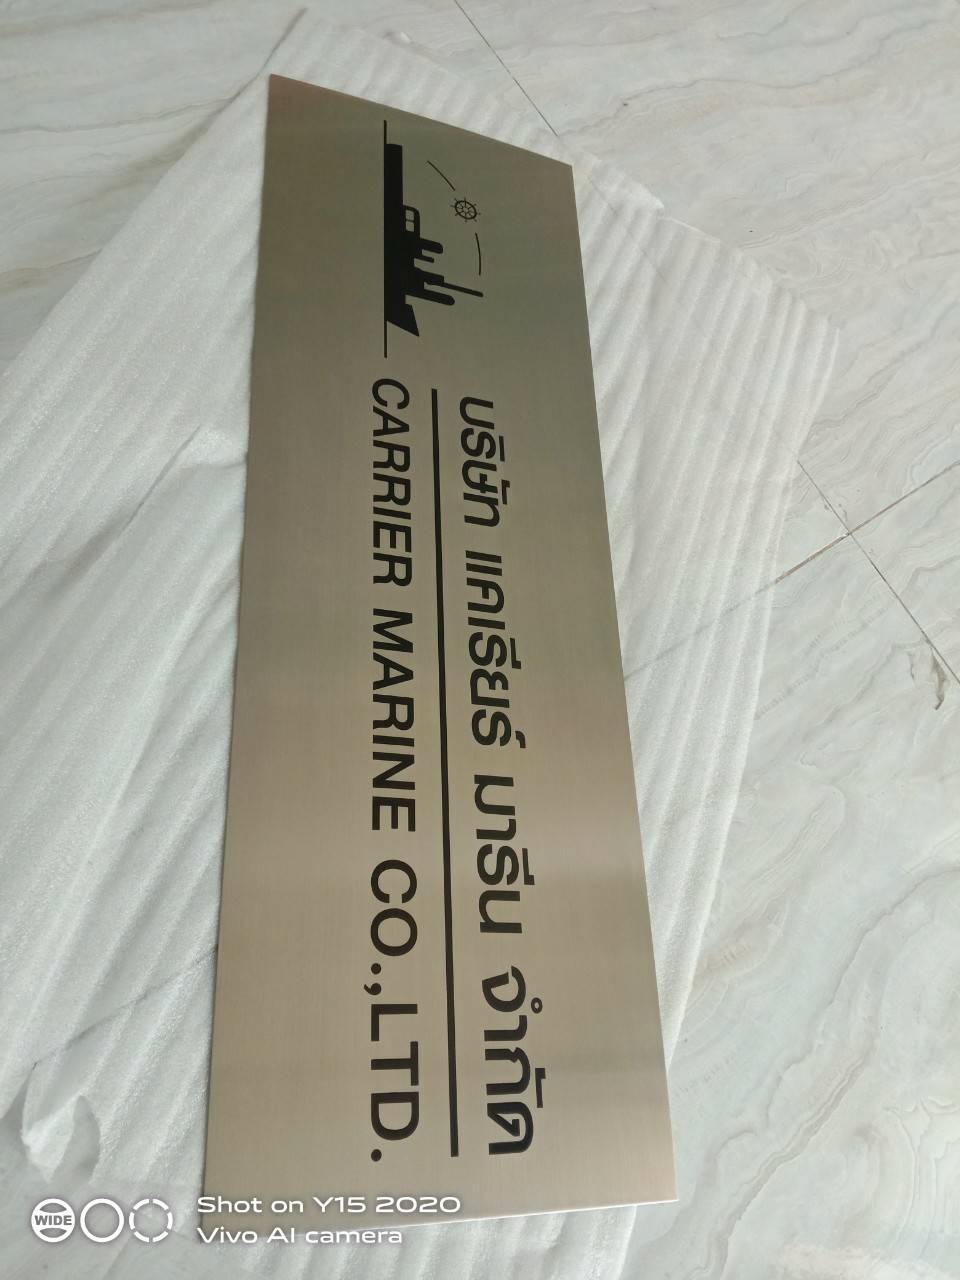 บริษัท แคเรียร์ มารีน จำกัด
CARRIER MARINE CO.,LTD.
WIDE
Shot on Y15 2020
Vivo AI camera